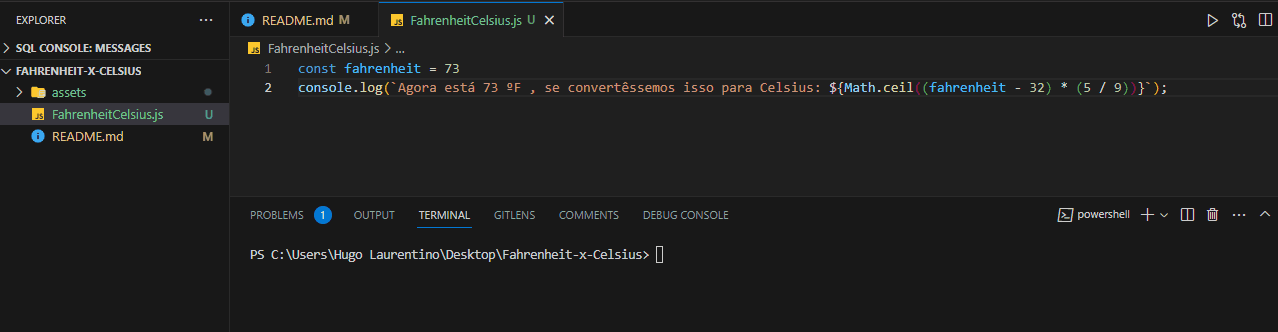 EXPLORER ...
README.md M
JS FahrenheitCelsius.js U
SQL CONSOLE: MESSAGES
JS FahrenheitCelsius.js > ...
FAHRENHEIT-X-CELSIUS
1 const fahrenheit = 73
assets
2 console.log(`Agora está 73 ºF , se convertêssemos isso para Celsius: ${Math.ceil((fahrenheit - 32) * (5 / 9))}`);
JS FahrenheitCelsius.js U
README.md M
PROBLEMS 1 OUTPUT TERMINAL GITLENS COMMENTS DEBUG CONSOLE powershell ...
PS C:\Users\Hugo Laurentino\Desktop\Fahrenheit-x-Celsius>